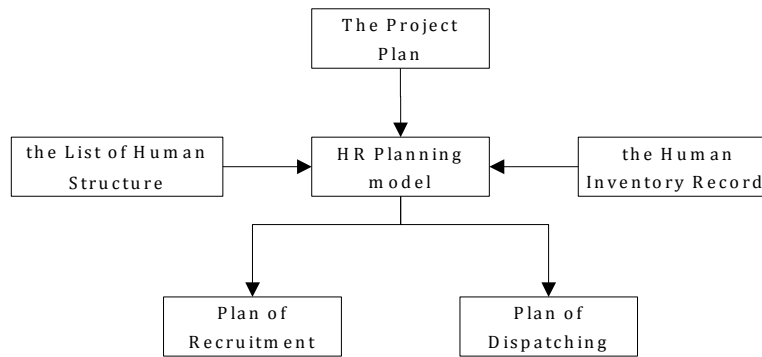 The Project
Plan
the List of Human
Structure
HR Planning
model
the Human
Inventory Record
Plan of
Recruitment
Plan of
Dispatching